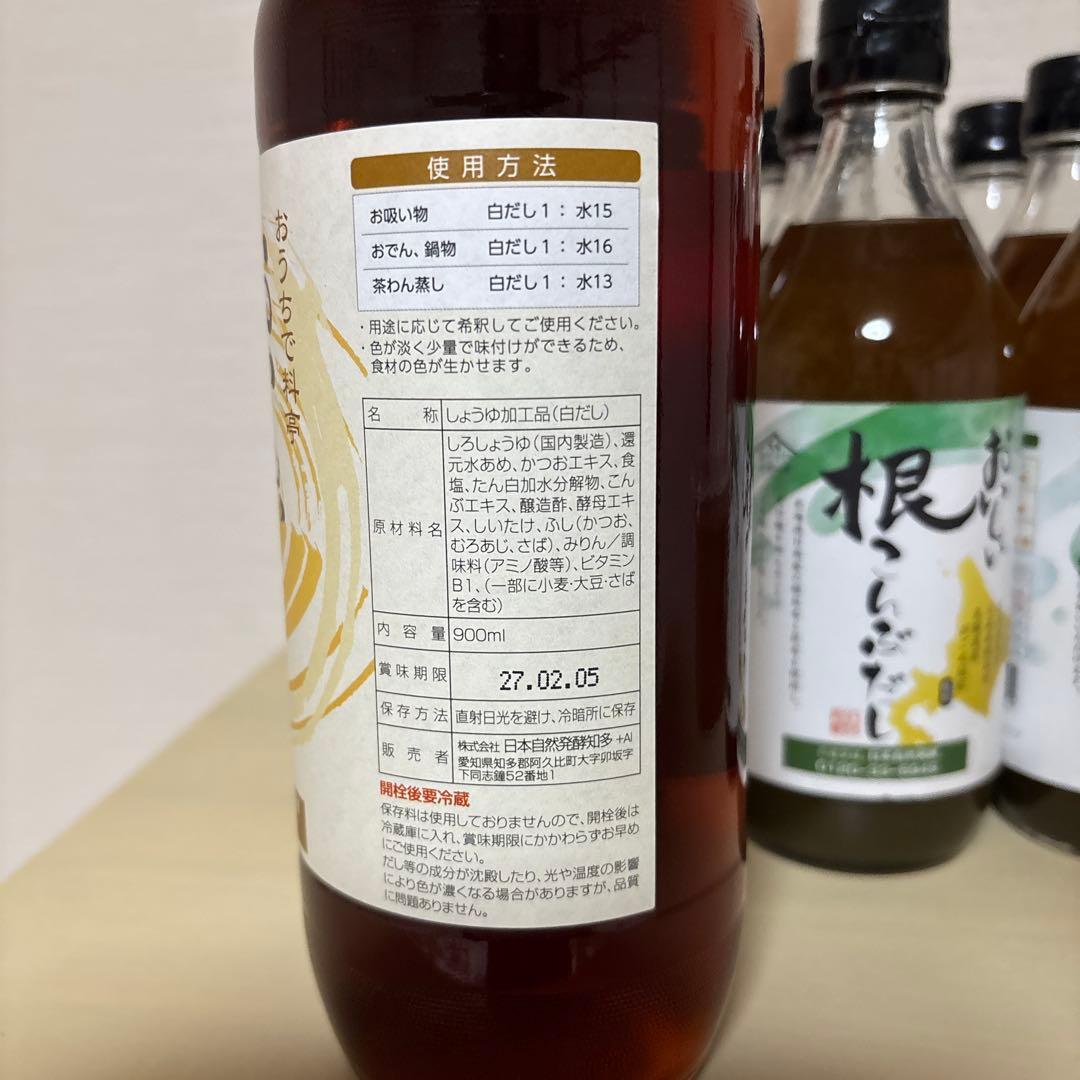 おうちで料亭
使用方法
お吸い物 白だし1：水15
おでん、鍋物 白だし1：水16
茶わん蒸し 白だし1：水13
・用途に応じて希釈してご使用ください。
・色が淡く少量で味付けができるため、
食材の色が生かせます。
名称 しょうゆ加工品(白だし)
原材料名 しろしょうゆ(国内製造)、還
元水あめ、かつおエキス、食
塩、たん白加水分解物、こん
ぶエキス、醸造酢、酵母エキ
ス、しいたけ、ふし(かつお、
むろあじ、さば)、みりん／調
味料(アミノ酸等)、ビタミン
B1、(一部に小麦・大豆・さば
を含む)
内容量 900ml
賞味期限 27.02.05
保存方法 直射日光を避け、冷暗所に保存
販売者 株式会社 日本自然発酵知多 +AI
愛知県知多郡阿久比町大字卯坂字
下同志鐘52番地1
開栓後要冷蔵
保存料は使用しておりませんので、開栓後は
冷蔵庫に入れ、賞味期限にかかわらずお早め
にご使用ください。
だし等の成分が沈殿したり、光や温度の影響
により色が濃くなる場合がありますが、品質
に問題ありません。
おいしい
根こんぶだし